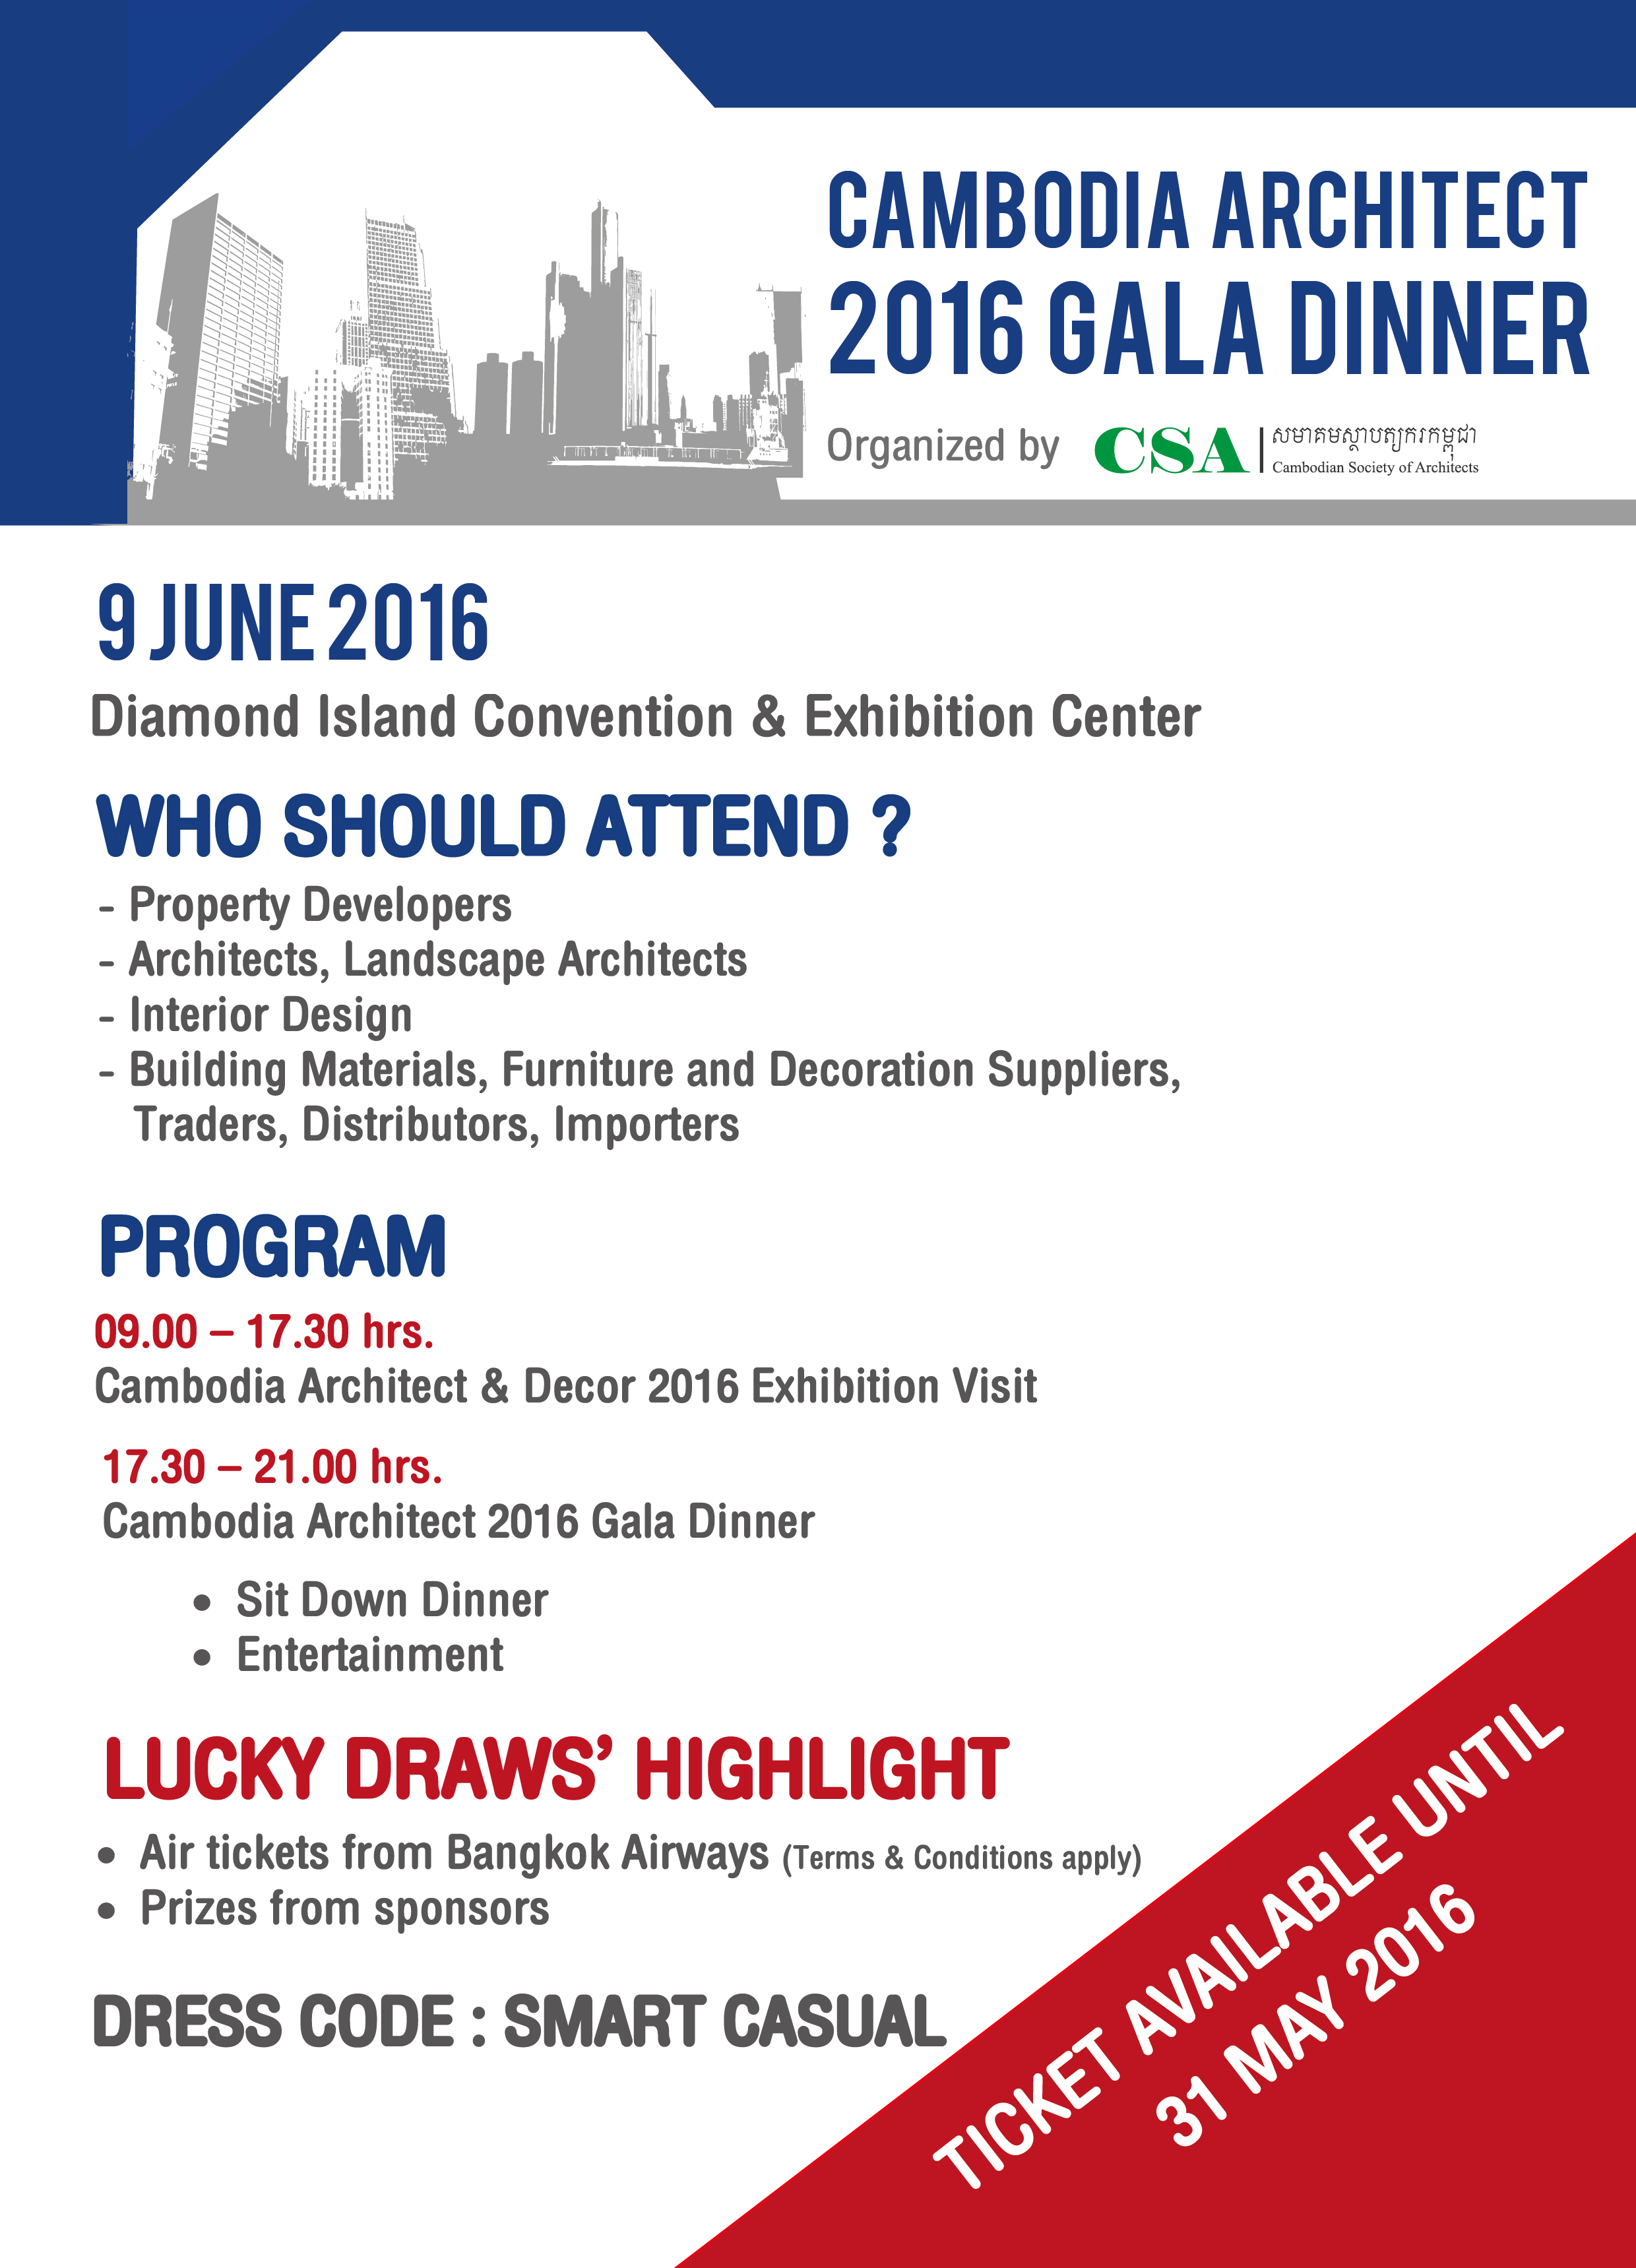 CAMBODIA ARCHITECT
2016 GALA DINNER
Organized by CSA សមាគមស្ថាបត្យករកម្ពុជា
Cambodian Society of Architects
9 JUNE 2016
Diamond Island Convention & Exhibition Center
WHO SHOULD ATTEND ?
- Property Developers
- Architects, Landscape Architects
- Interior Design
- Building Materials, Furniture and Decoration Suppliers,
Traders, Distributors, Importers
PROGRAM
09.00 – 17.30 hrs.
Cambodia Architect & Decor 2016 Exhibition Visit
17.30 – 21.00 hrs.
Cambodia Architect 2016 Gala Dinner
• Sit Down Dinner
• Entertainment
LUCKY DRAWS’ HIGHLIGHT
• Air tickets from Bangkok Airways (Terms & Conditions apply)
• Prizes from sponsors
DRESS CODE : SMART CASUAL
TICKET AVAILABLE UNTIL
31 MAY 2016